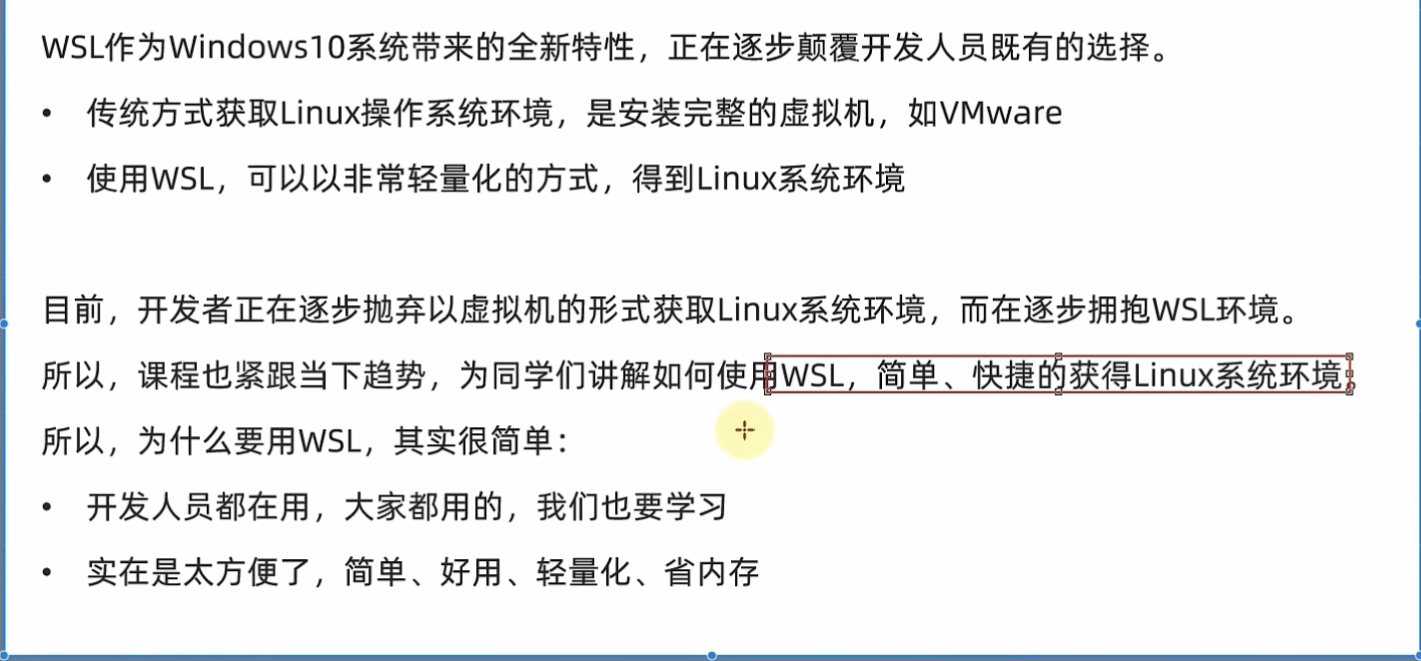 WSL作为Windows10系统带来的全新特性，正在逐步颠覆开发人员既有的选择。
• 传统方式获取Linux操作系统环境，是安装完整的虚拟机，如VMware
• 使用WSL，可以以非常轻量化的方式，得到Linux系统环境
目前，开发者正在逐步抛弃以虚拟机的形式获取Linux系统环境，而在逐步拥抱WSL环境。
所以，课程也紧跟当下趋势，为同学们讲解如何使用WSL，简单、快捷的获得Linux系统环境。
所以，为什么要用WSL，其实很简单：
• 开发人员都在用，大家都用的，我们也要学习
• 实在是太方便了，简单、好用、轻量化、省内存